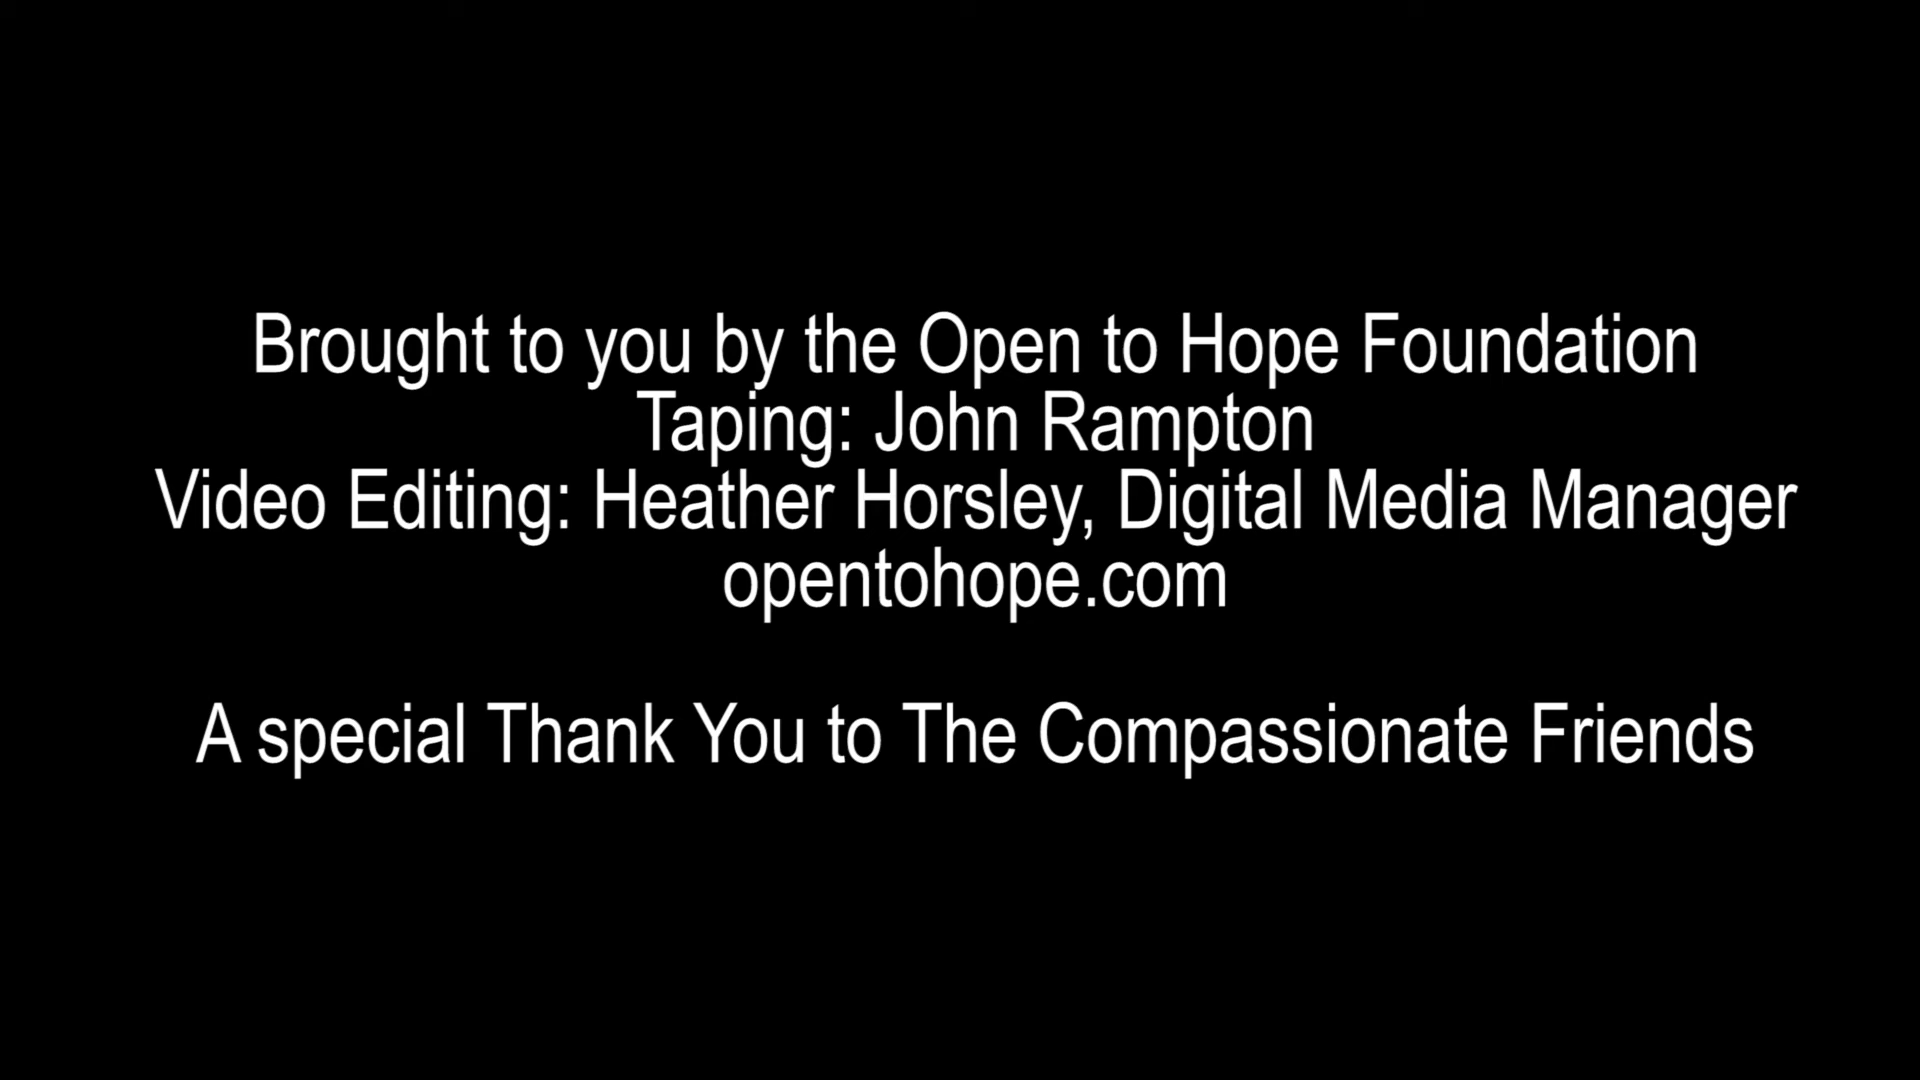 Brought to you by the Open to Hope Foundation
Taping: John Rampton
Video Editing: Heather Horsley, Digital Media Manager
opentohope.com
A special Thank You to The Compassionate Friends